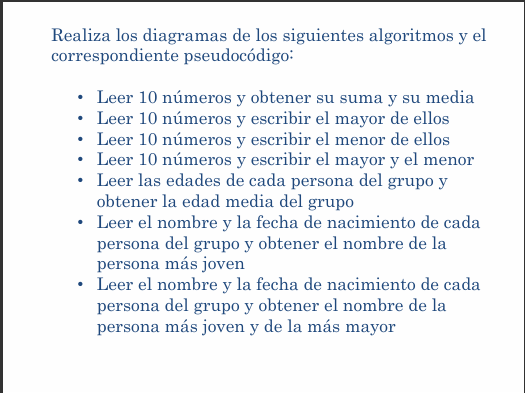 Realiza los diagramas de los siguientes algoritmos y el
correspondiente pseudocódigo:
• Leer 10 números y obtener su suma y su media
• Leer 10 números y escribir el mayor de ellos
• Leer 10 números y escribir el menor de ellos
• Leer 10 números y escribir el mayor y el menor
• Leer las edades de cada persona del grupo y
obtener la edad media del grupo
• Leer el nombre y la fecha de nacimiento de cada
persona del grupo y obtener el nombre de la
persona más joven
• Leer el nombre y la fecha de nacimiento de cada
persona del grupo y obtener el nombre de la
persona más joven y de la más mayor